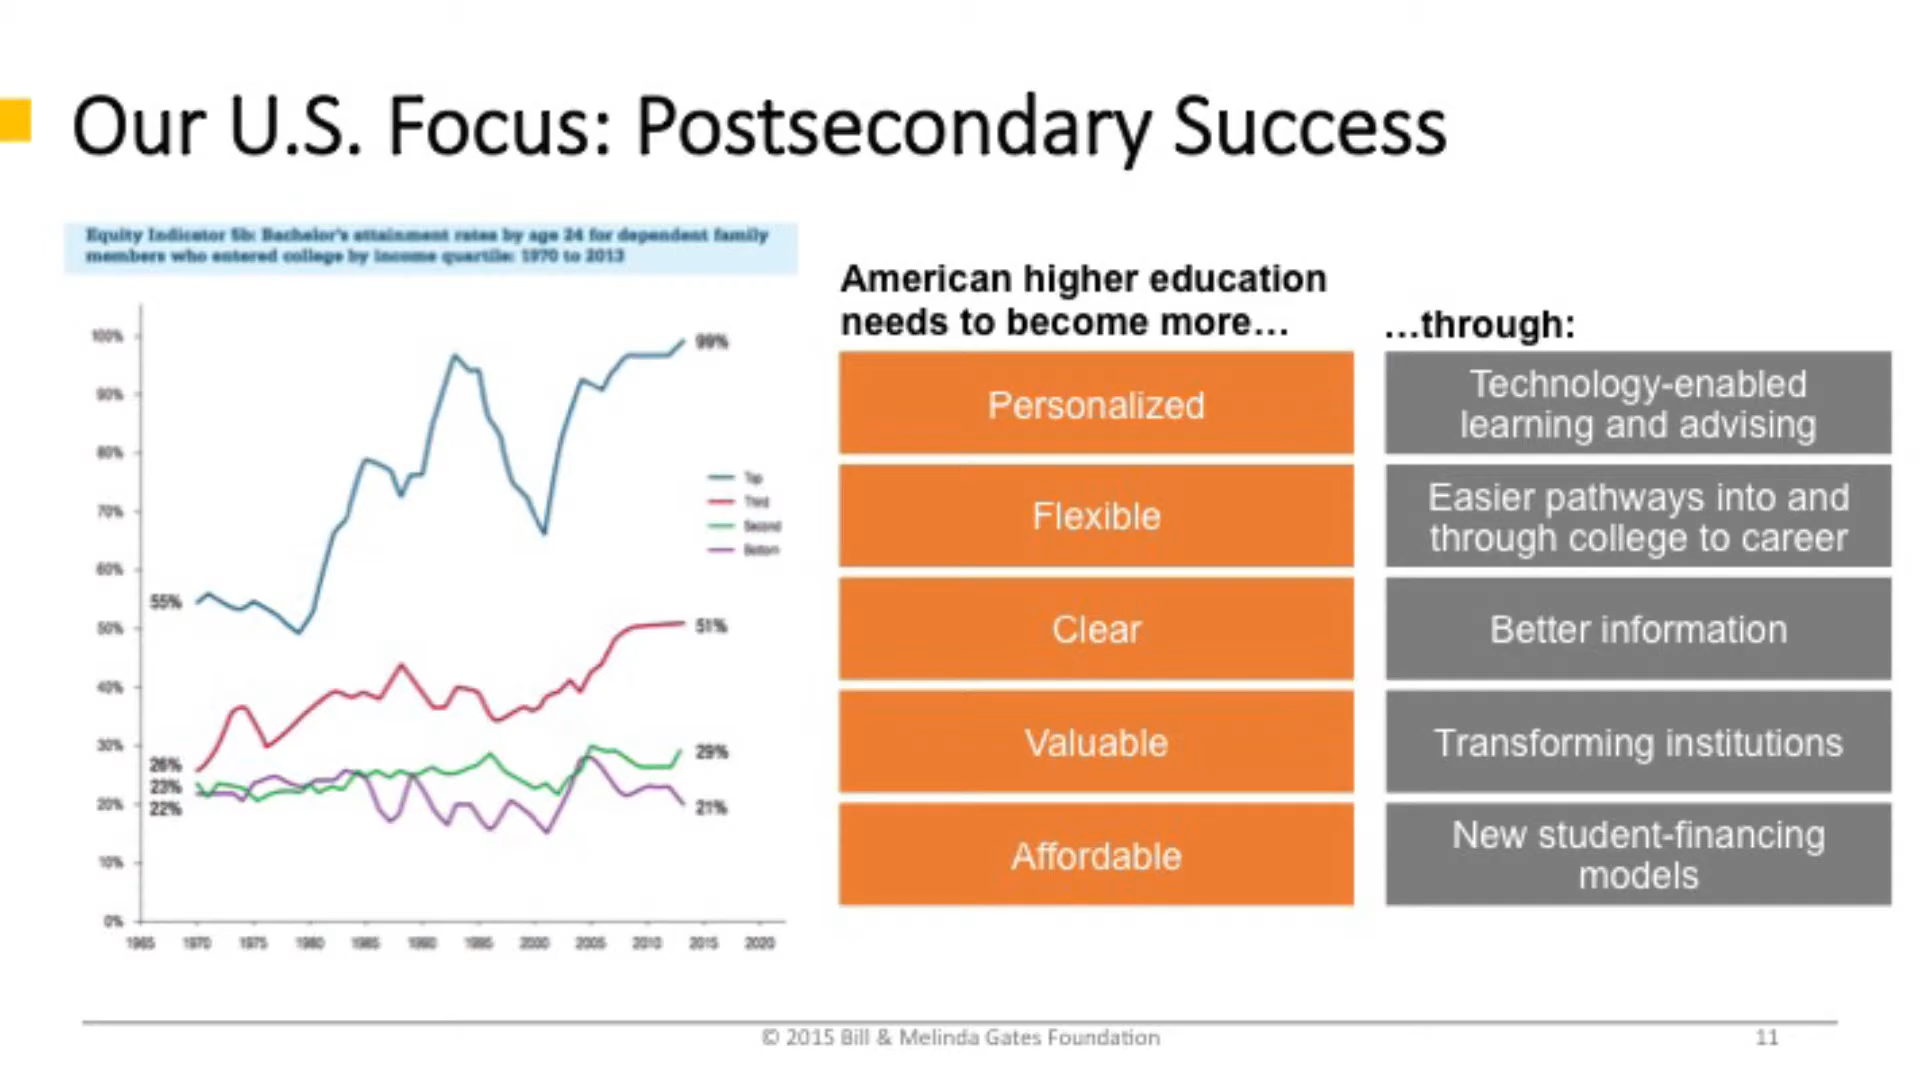 Our U.S. Focus: Postsecondary Success
Equity Indicator 5b: Bachelor's attainment rates by age 24 for dependent family
members who entered college by income quartile: 1970 to 2013
100%
90%
80%
70%
60%
50%
40%
30%
20%
10%
0%
1965 1970 1975 1980 1985 1990 1995 2000 2005 2010 2015 2020
55%
26%
23%
22%
99%
51%
29%
21%
Top
Third
Second
Bottom
American higher education
needs to become more…
Personalized
Flexible
Clear
Valuable
Affordable
…through:
Technology-enabled
learning and advising
Easier pathways into and
through college to career
Better information
Transforming institutions
New student-financing
models
© 2015 Bill & Melinda Gates Foundation
11